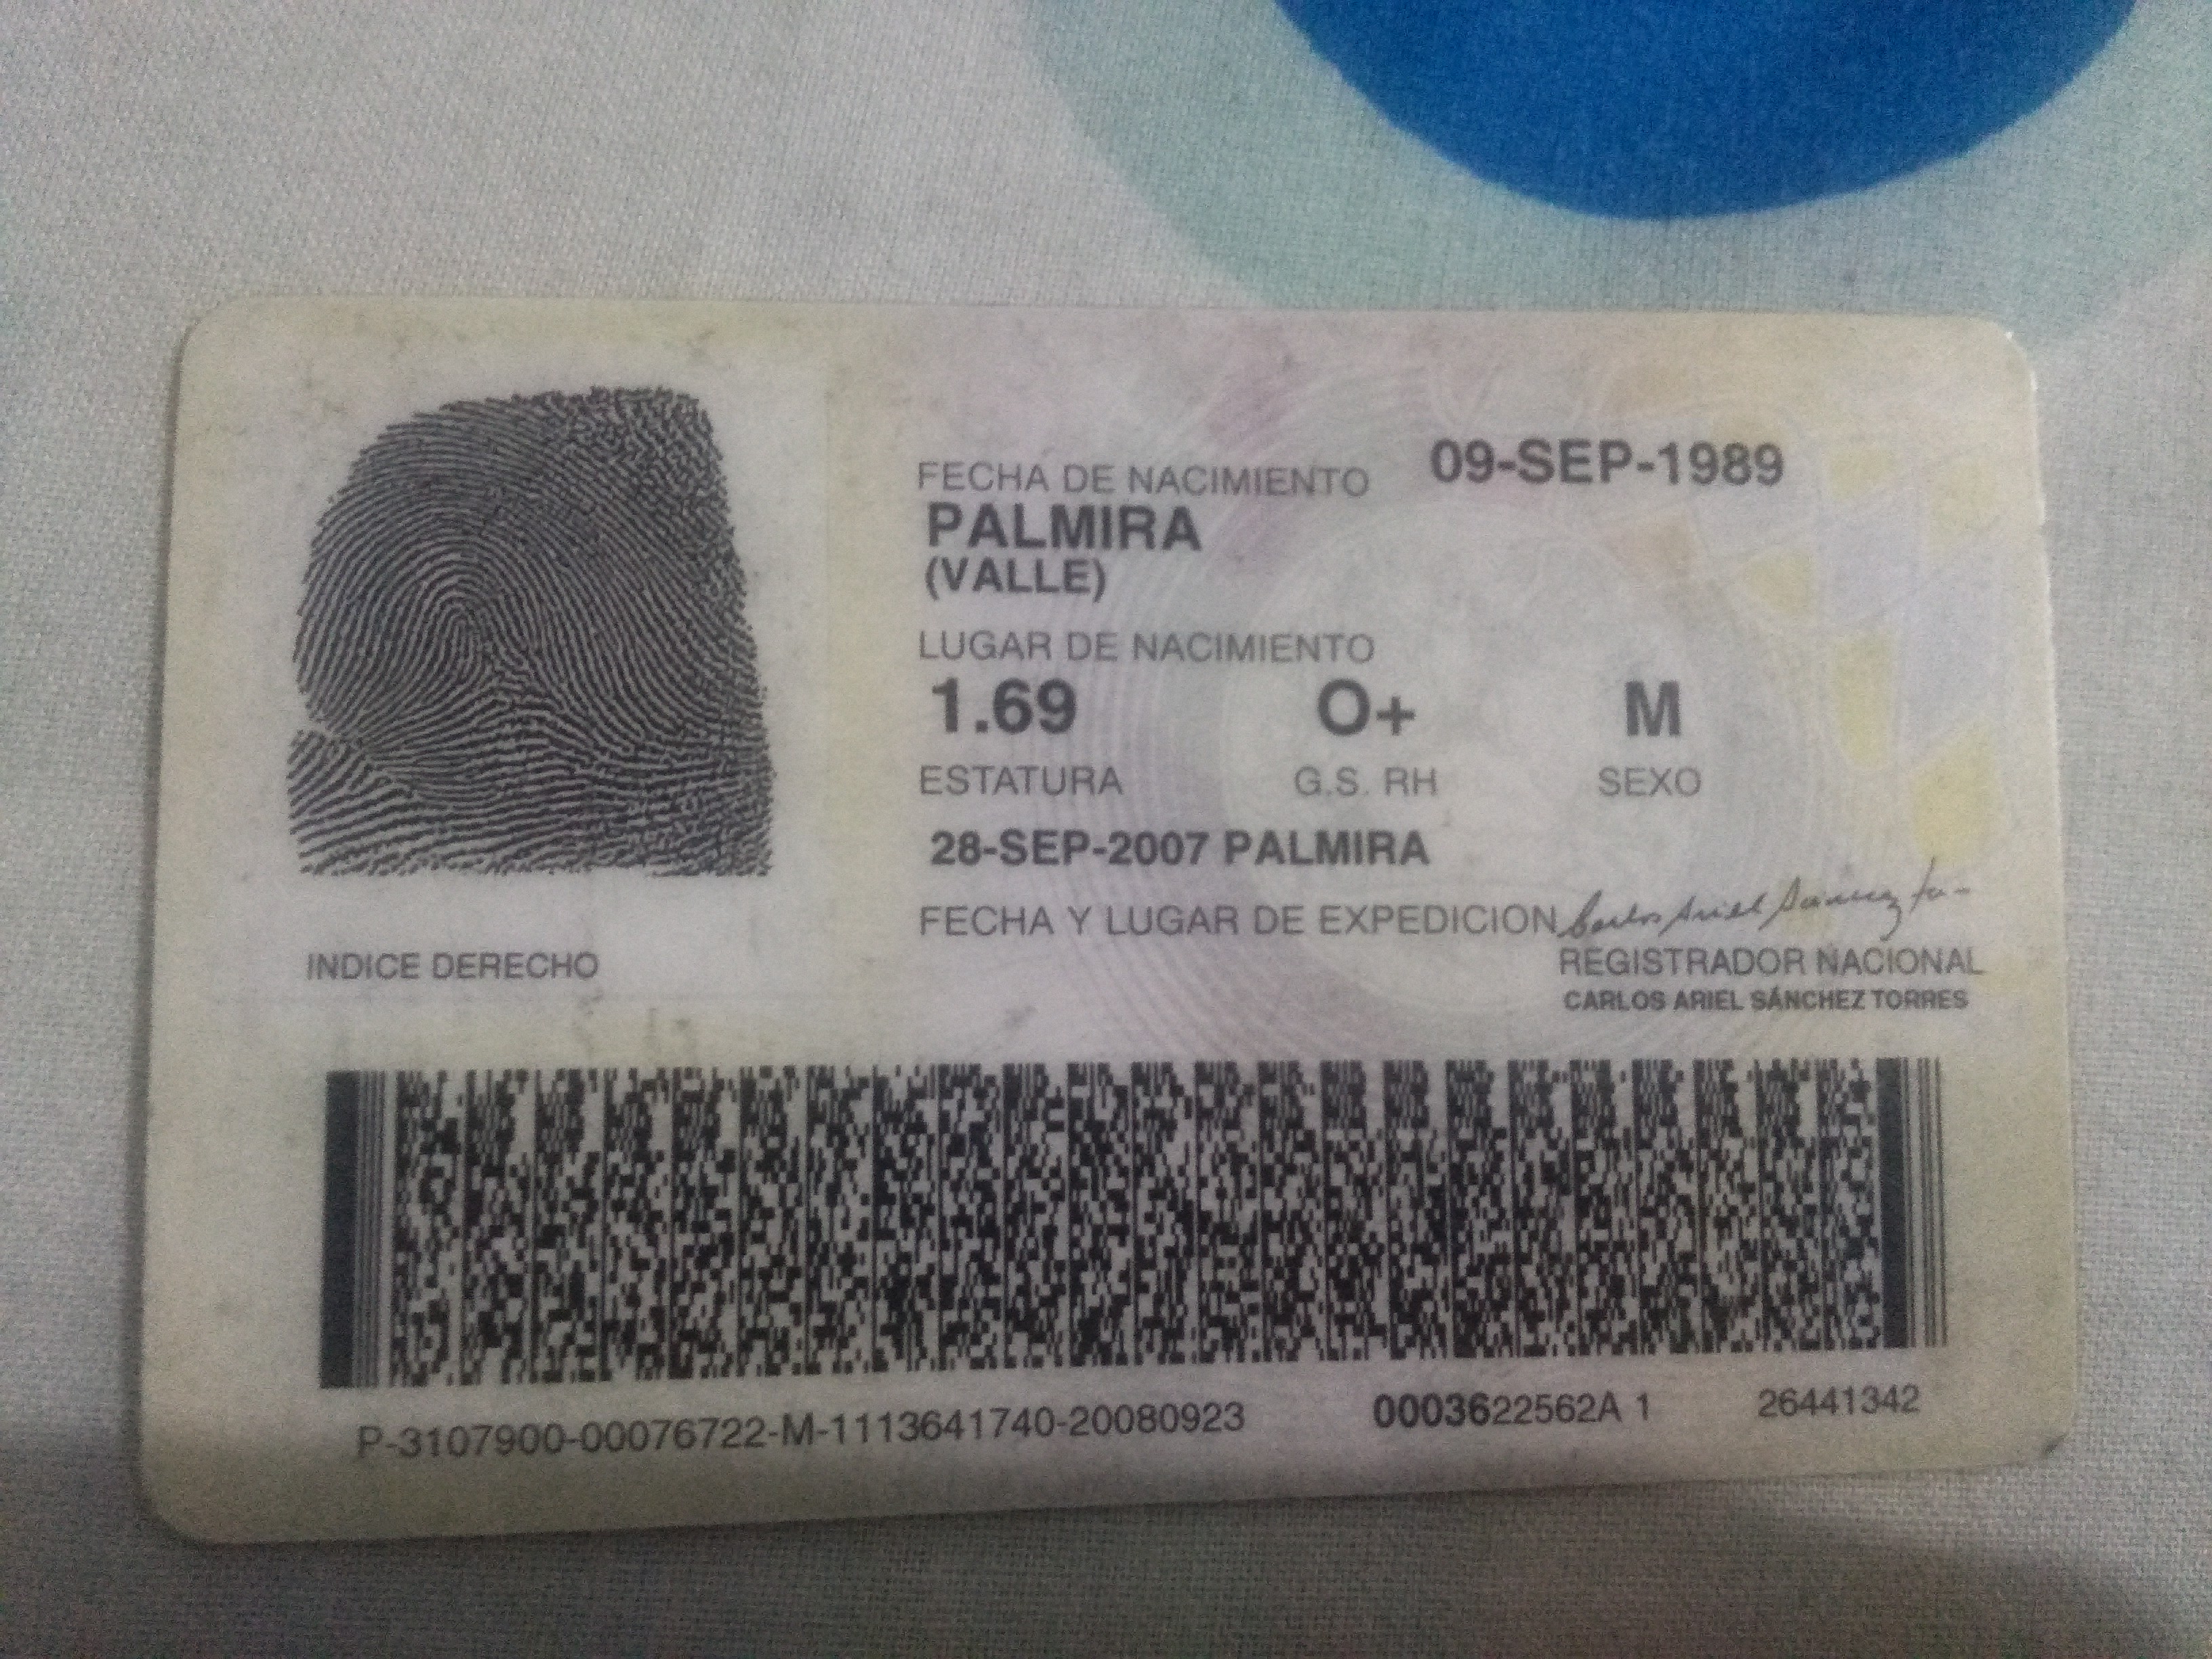 FECHA DE NACIMIENTO 09-SEP-1989
PALMIRA
(VALLE)
LUGAR DE NACIMIENTO
1.69 O+ M
ESTATURA G.S. RH SEXO
28-SEP-2007 PALMIRA
FECHA Y LUGAR DE EXPEDICION
Carlos Ariel Sánchez To
INDICE DERECHO
REGISTRADOR NACIONAL
CARLOS ARIEL SÁNCHEZ TORRES
P-3107900-00076722-M-1113641740-20080923 0003622562A 1 26441342